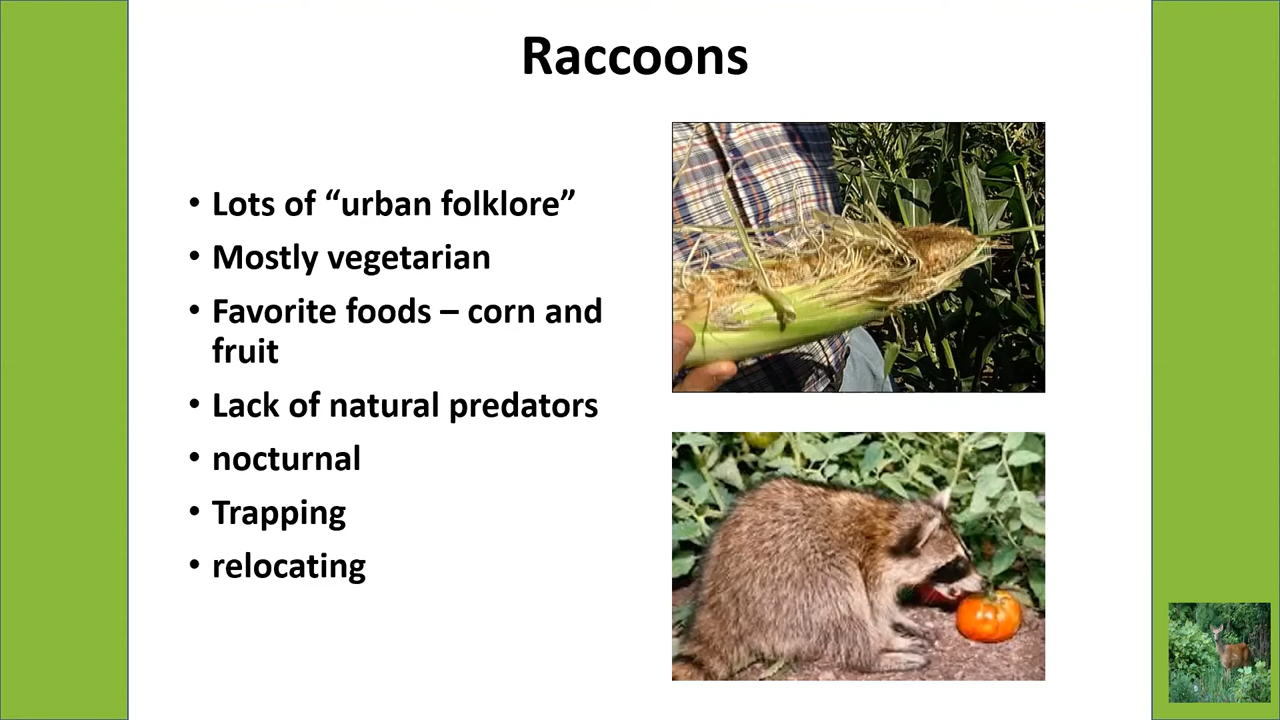 Raccoons
• Lots of “urban folklore”
• Mostly vegetarian
• Favorite foods – corn and
fruit
• Lack of natural predators
• nocturnal
• Trapping
• relocating